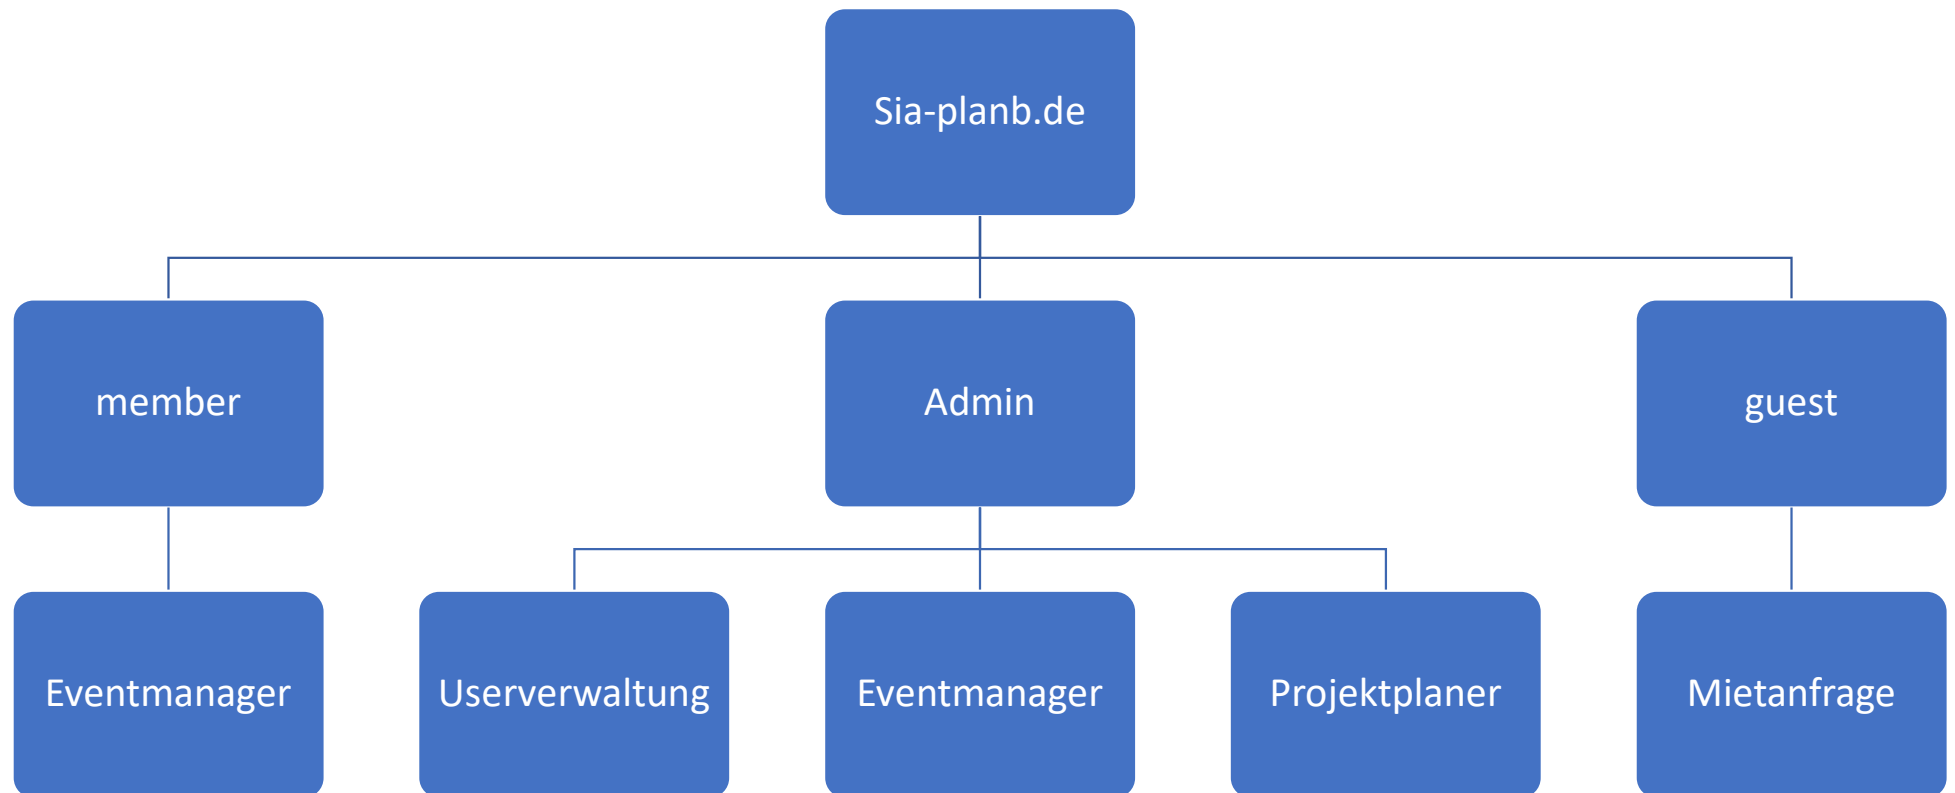 Sia-planb.de
member
Admin
guest
Eventmanager
Userverwaltung
Eventmanager
Projektplaner
Mietanfrage